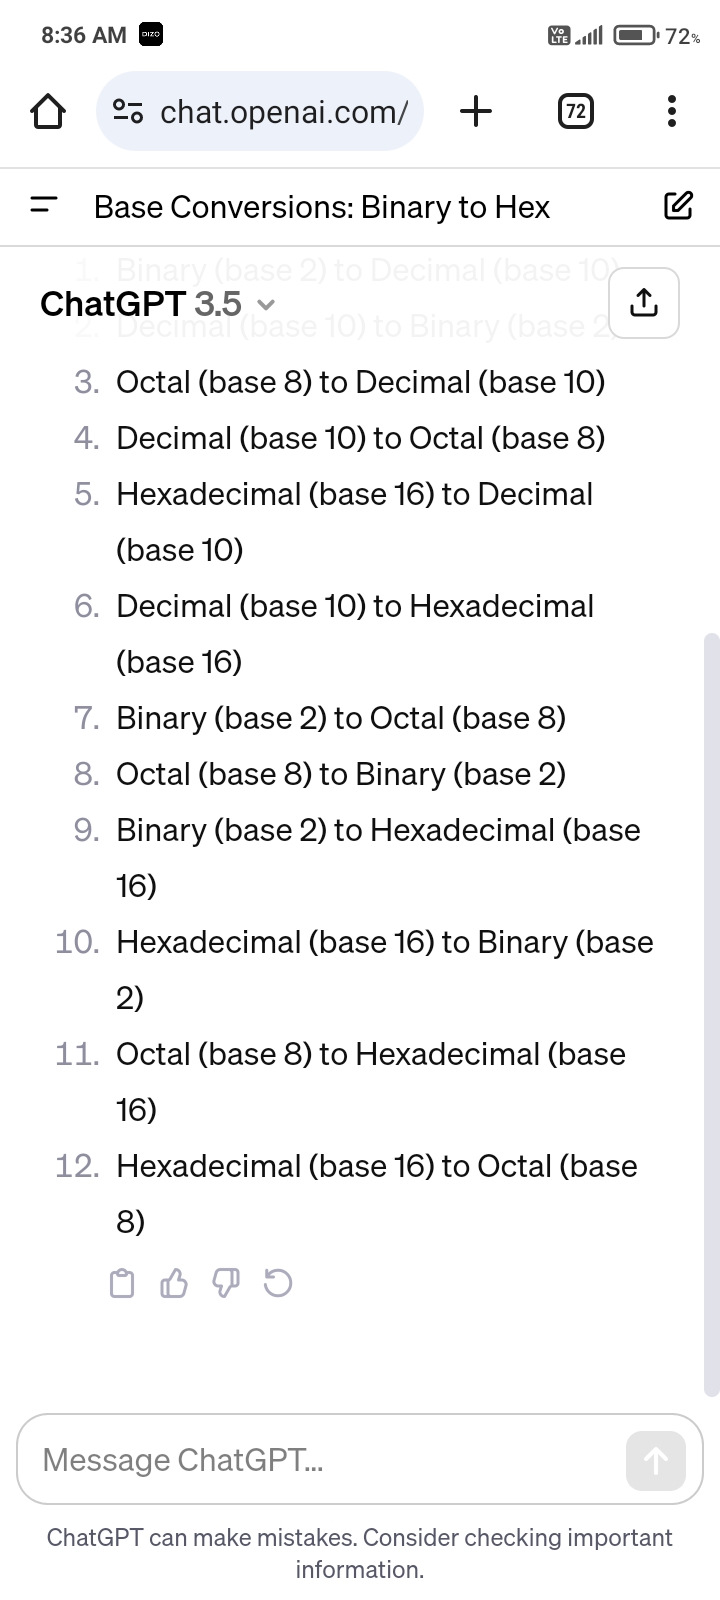 8:36 AM DIZO Vo LTE 72%
chat.openai.com/ 72
Base Conversions: Binary to Hex
1. Binary (base 2) to Decimal (base 10)
ChatGPT 3.5
2. Decimal (base 10) to Binary (base 2)
3. Octal (base 8) to Decimal (base 10)
4. Decimal (base 10) to Octal (base 8)
5. Hexadecimal (base 16) to Decimal
(base 10)
6. Decimal (base 10) to Hexadecimal
(base 16)
7. Binary (base 2) to Octal (base 8)
8. Octal (base 8) to Binary (base 2)
9. Binary (base 2) to Hexadecimal (base
16)
10. Hexadecimal (base 16) to Binary (base
2)
11. Octal (base 8) to Hexadecimal (base
16)
12. Hexadecimal (base 16) to Octal (base
8)
Message ChatGPT...
ChatGPT can make mistakes. Consider checking important
information.